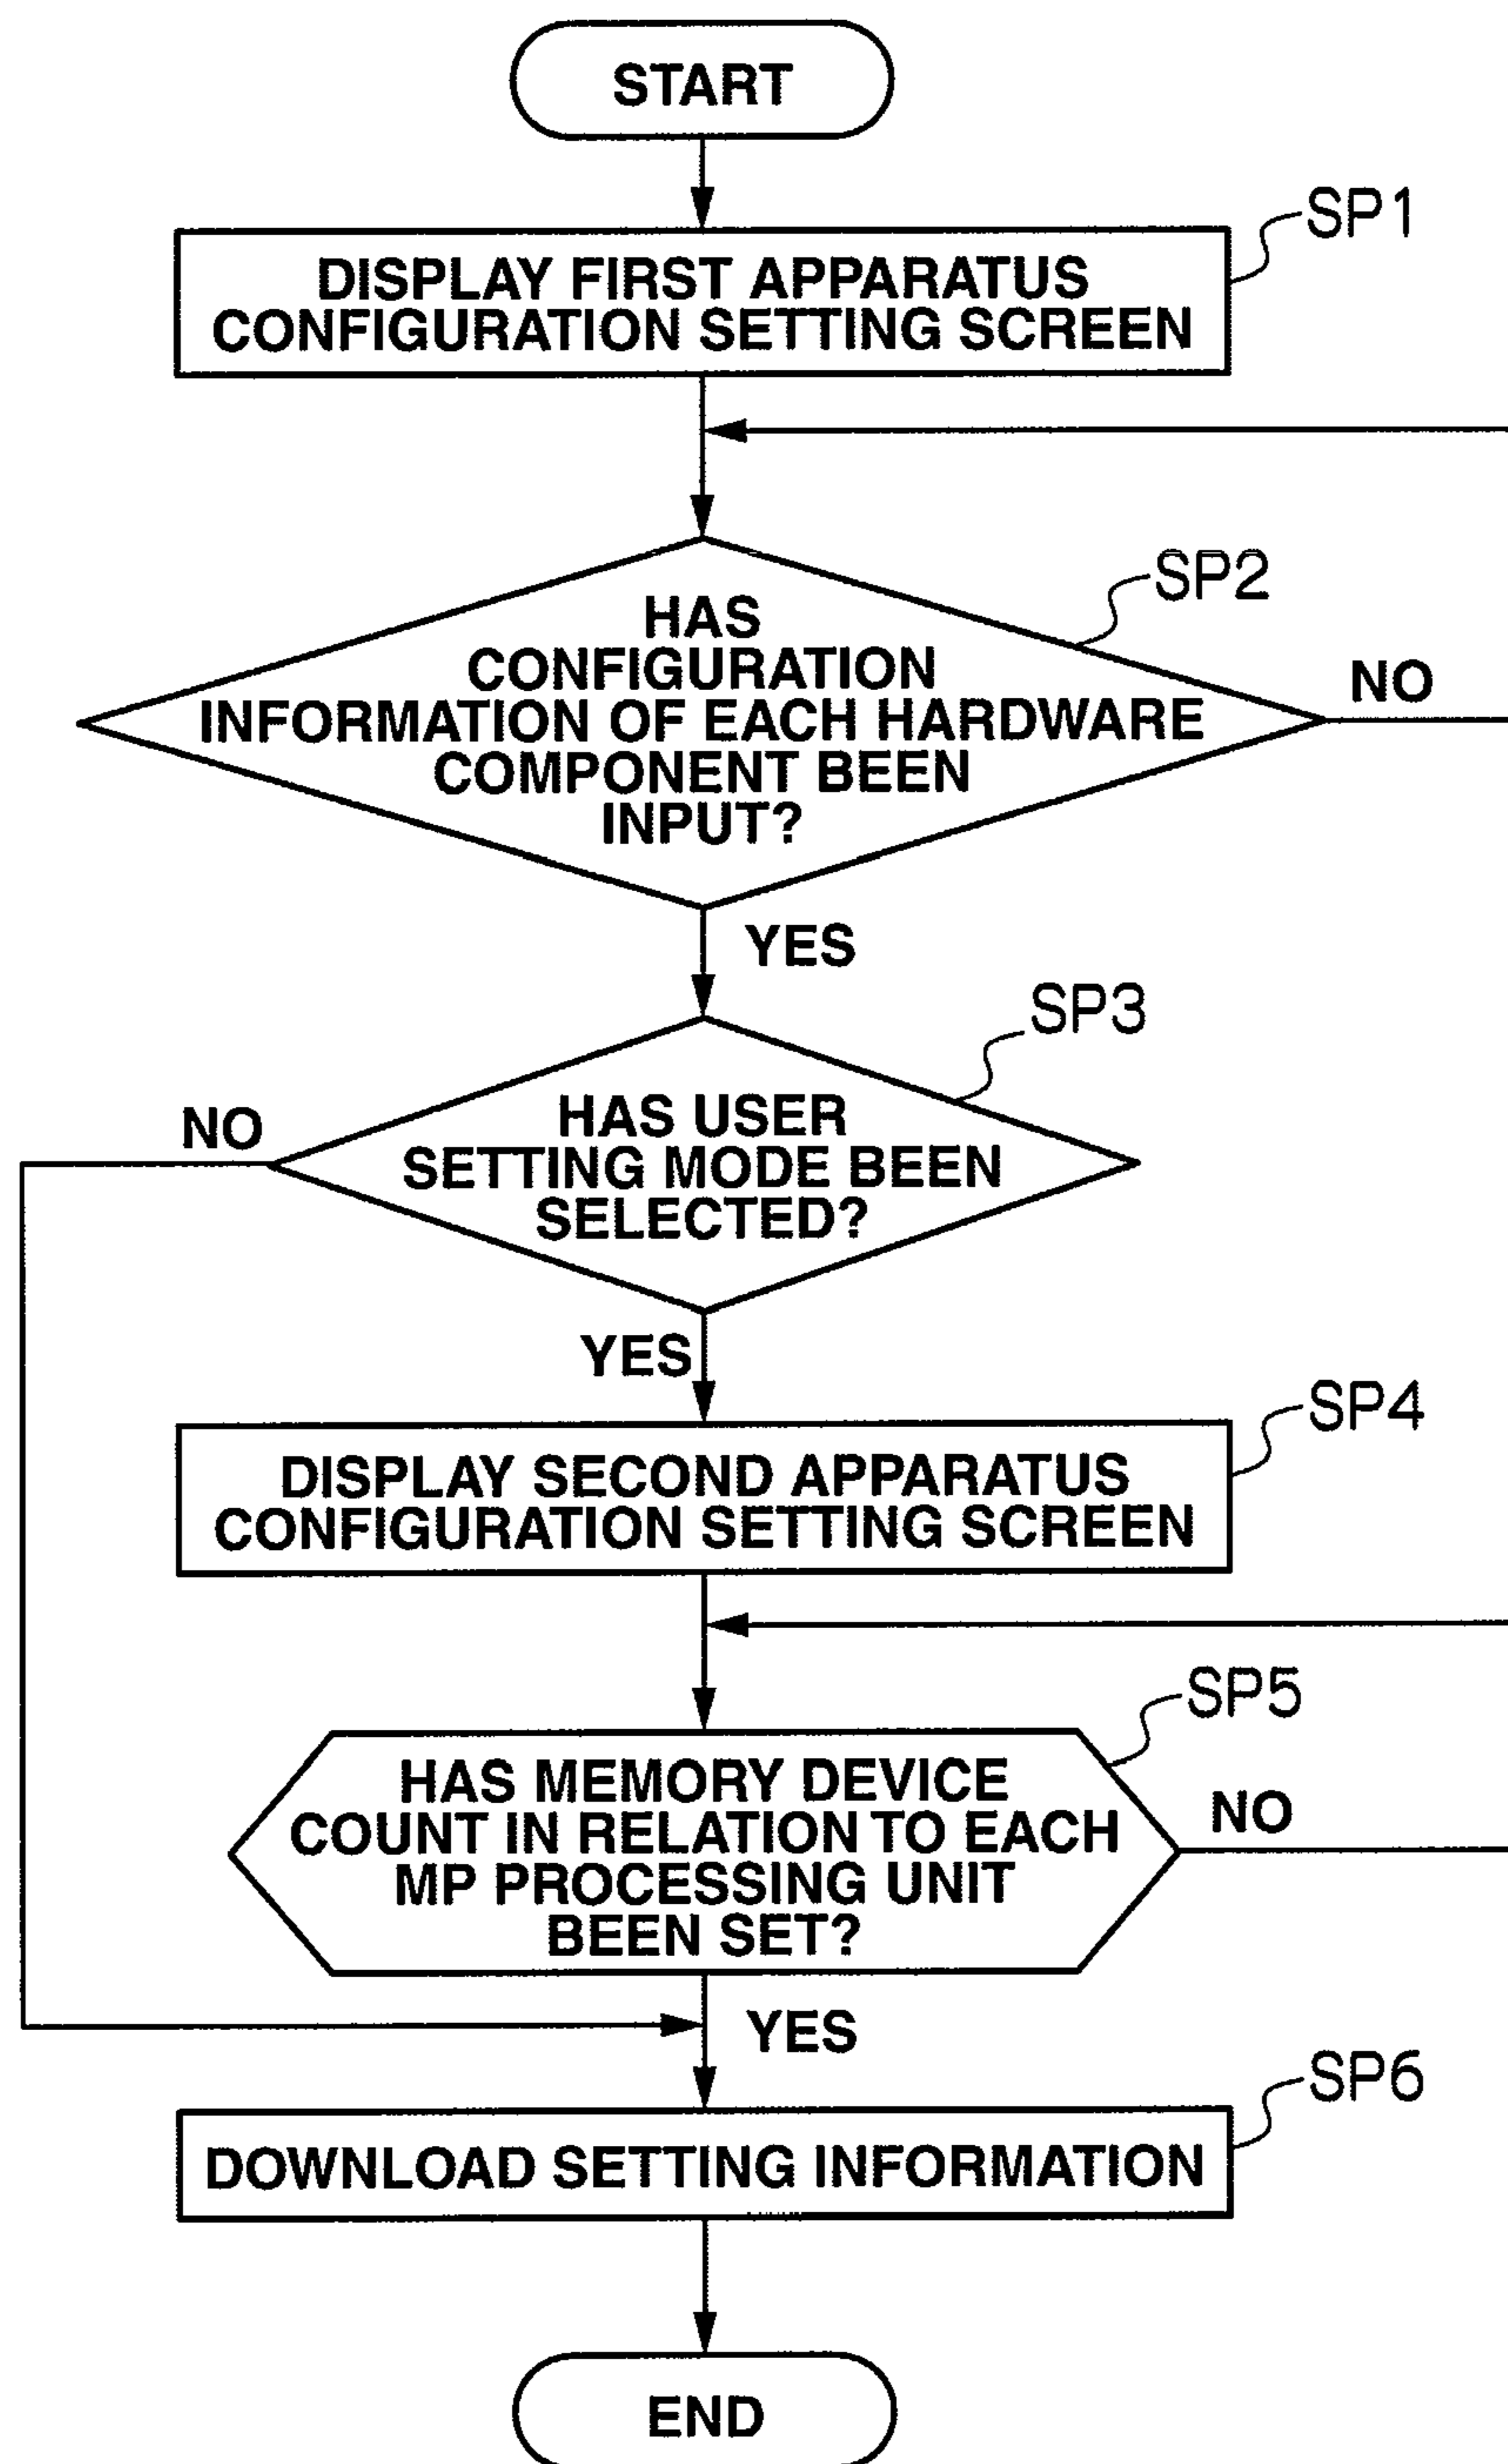 START
SP1
DISPLAY FIRST APPARATUS
CONFIGURATION SETTING SCREEN
SP2
HAS
CONFIGURATION
INFORMATION OF EACH HARDWARE
COMPONENT BEEN
INPUT?
NO
YES
SP3
HAS USER
SETTING MODE BEEN
SELECTED?
NO
YES
SP4
DISPLAY SECOND APPARATUS
CONFIGURATION SETTING SCREEN
SP5
HAS MEMORY DEVICE
COUNT IN RELATION TO EACH
MP PROCESSING UNIT
BEEN SET?
NO
YES
SP6
DOWNLOAD SETTING INFORMATION
END